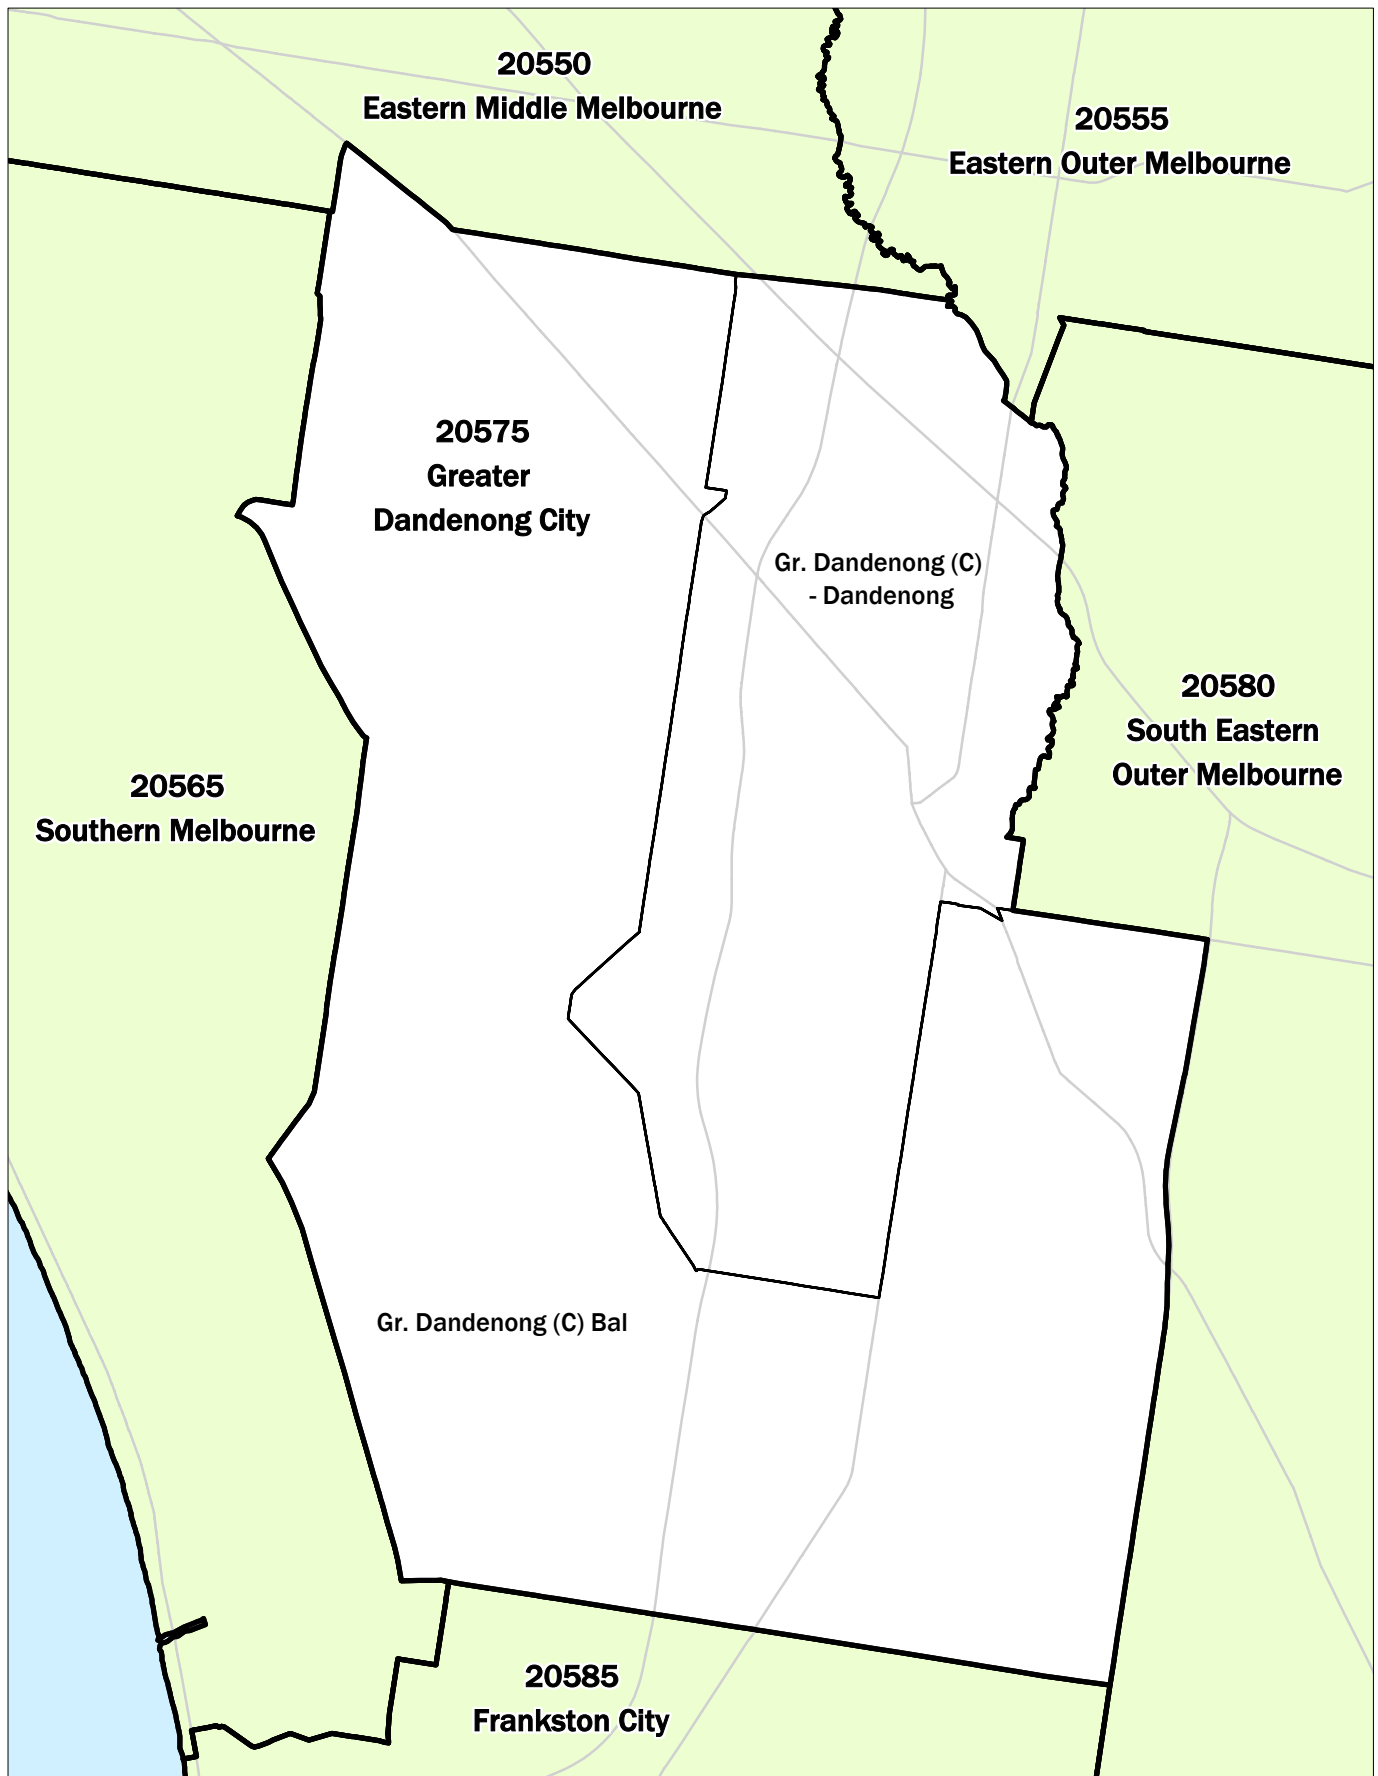 20550
Eastern Middle Melbourne
20555
Eastern Outer Melbourne
20575
Greater
Dandenong City
Gr. Dandenong (C)
- Dandenong
20580
South Eastern
Outer Melbourne
20565
Southern Melbourne
Gr. Dandenong (C) Bal
20585
Frankston City